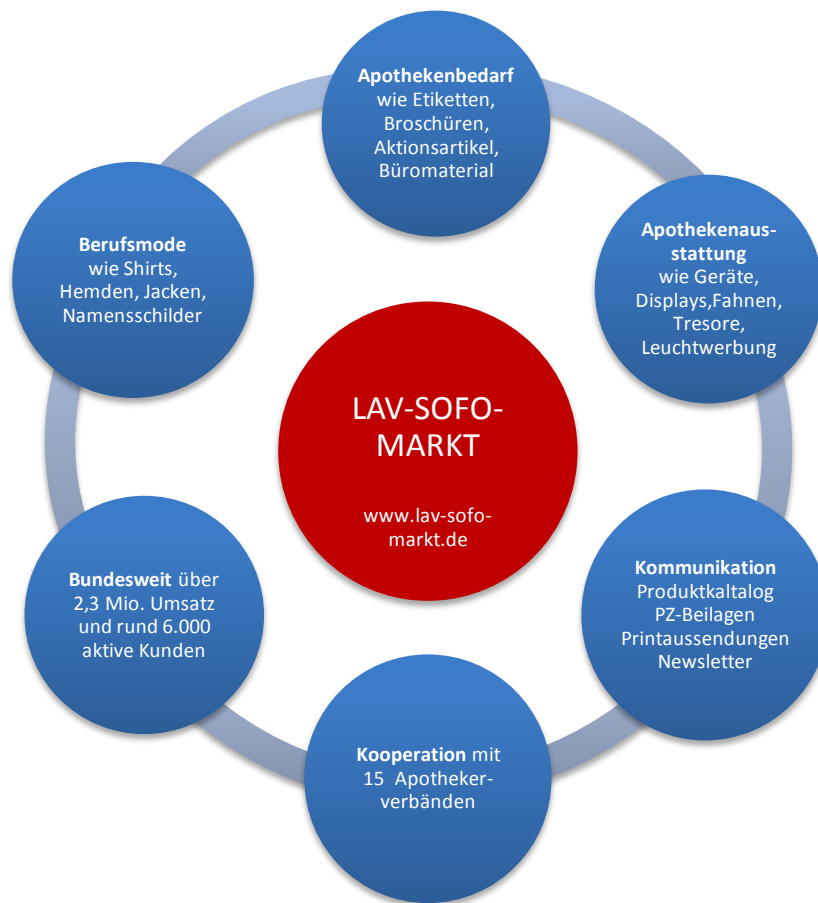 Apothekenbedarf
wie Etiketten,
Broschüren,
Aktionsartikel,
Büromaterial
Apothekenaus-
stattung
wie Geräte,
Displays,Fahnen,
Tresore,
Leuchtwerbung
Kommunikation
Produktkaltalog
PZ-Beilagen
Printaussendungen
Newsletter
Kooperation mit
15 Apotheker-
verbänden
Bundesweit über
2,3 Mio. Umsatz
und rund 6.000
aktive Kunden
Berufsmode
wie Shirts,
Hemden, Jacken,
Namensschilder
LAV-SOFO-
MARKT
www.lav-sofo-
markt.de